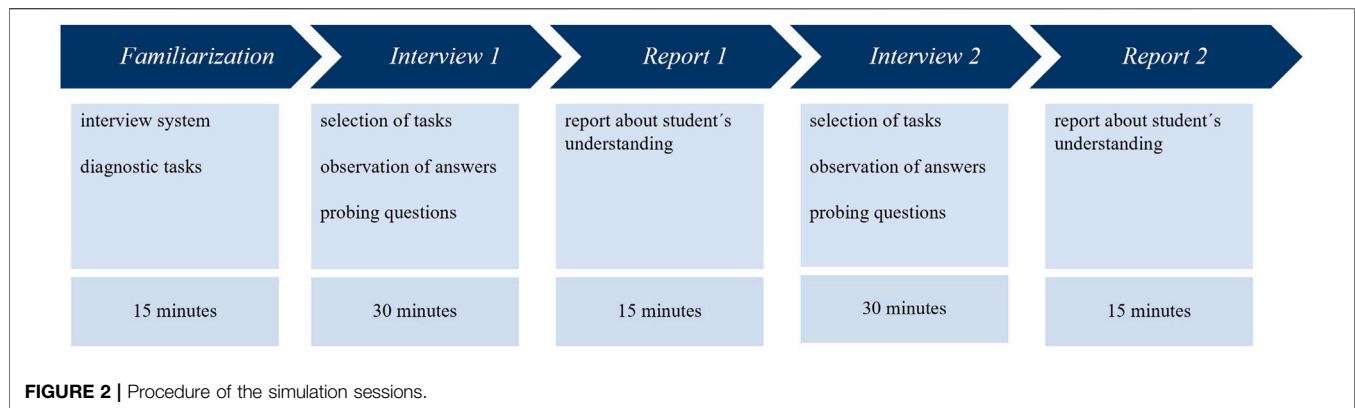 Familiarization
Interview 1
Report 1
Interview 2
Report 2
interview system
diagnostic tasks
selection of tasks
observation of answers
probing questions
report about student´s
understanding
selection of tasks
observation of answers
probing questions
report about student´s
understanding
15 minutes
30 minutes
15 minutes
30 minutes
15 minutes
FIGURE 2 | Procedure of the simulation sessions.